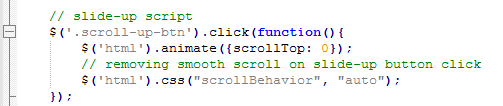 // slide-up script
$('.scroll-up-btn').click(function(){
$('html').animate({scrollTop: 0});
// removing smooth scroll on slide-up button click
$('html').css("scrollBehavior", "auto");
});